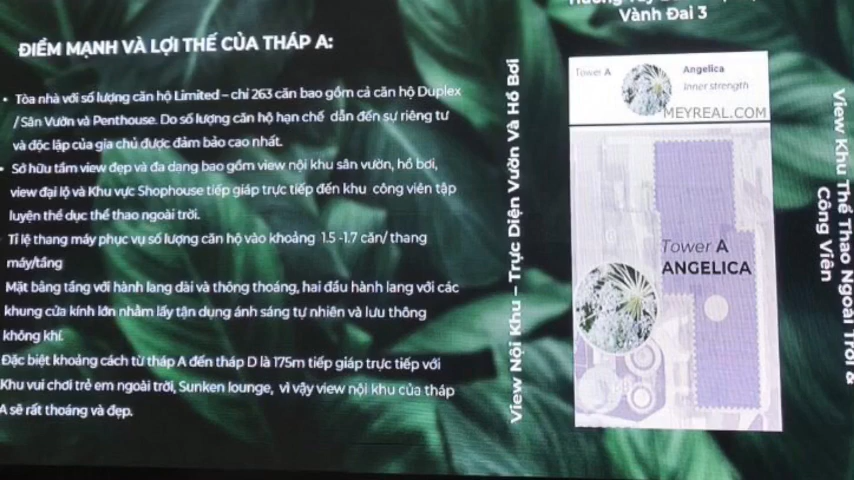 ĐIỂM MẠNH VÀ LỢI THẾ CỦA THÁP A:
• Tòa nhà với số lượng căn hộ Limited – chỉ 263 căn bao gồm cả căn hộ Duplex
/ Sân Vườn và Penthouse. Do số lượng căn hộ hạn chế dẫn đến sự riêng tư
và độc lập của gia chủ được đảm bảo cao nhất.
• Sở hữu tầm view đẹp và đa dạng bao gồm view nội khu sân vườn, hồ bơi,
view đại lộ và Khu vực Shophouse tiếp giáp trực tiếp đến khu công viên tập
luyện thể dục thể thao ngoài trời.
Tỉ lệ thang máy phục vụ số lượng căn hộ vào khoảng 1.5 -1.7 căn/ thang
máy/tầng
Mặt bằng tầng với hành lang dài và thông thoáng, hai đầu hành lang với các
khung cửa kính lớn nhằm lấy tận dụng ánh sáng tự nhiên và lưu thông
không khí.
Đặc biệt khoảng cách từ tháp A đến tháp D là 175m tiếp giáp trực tiếp với
Khu vui chơi trẻ em ngoài trời, Sunken lounge, vì vậy view nội khu của tháp
A sẽ rất thoáng và đẹp.
View Nội Khu – Trực Diện Vườn Và Hồ Bơi
Vành Đai 3
Tower A
Angelica
Inner strength
MEYREAL.COM
Tower A
ANGELICA
View Khu Thể Thao Ngoài Trời &
Công Viên